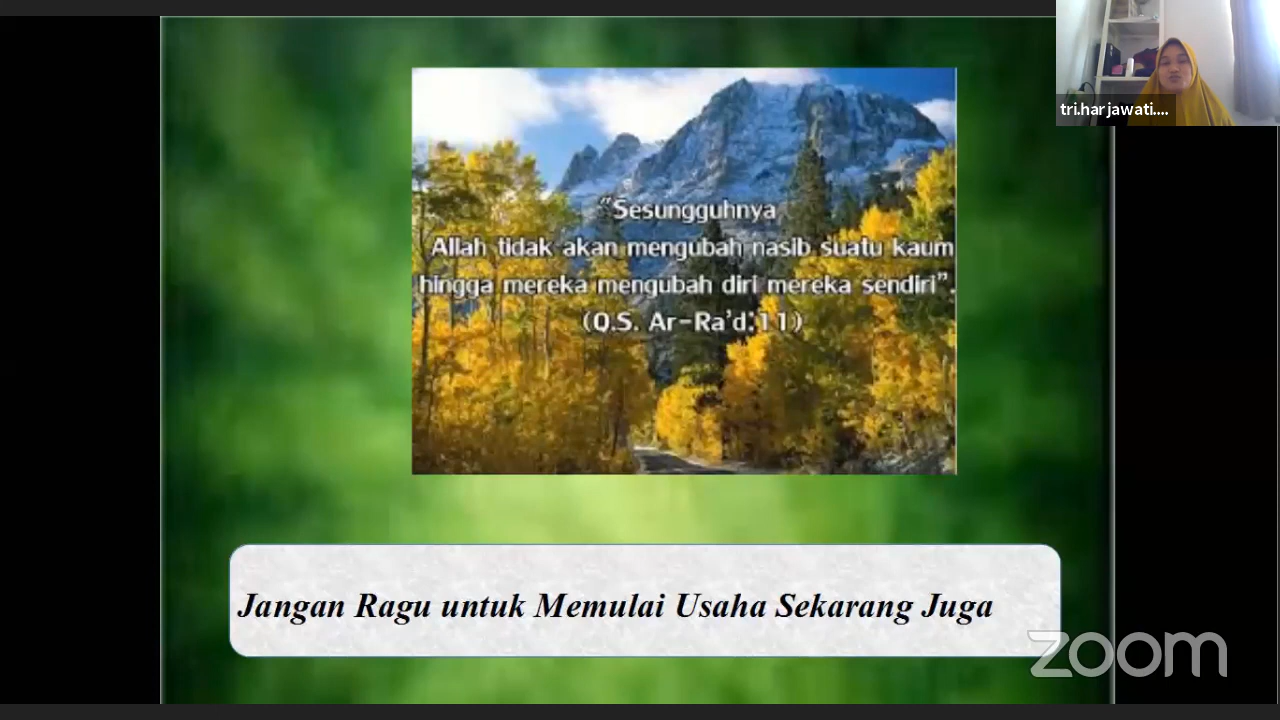 tri.harjawati....
"Sesungguhnya
Allah tidak akan mengubah nasib suatu kaum
hingga mereka mengubah diri mereka sendiri".
(Q.S. Ar-Ra'd:11)
Jangan Ragu untuk Memulai Usaha Sekarang Juga
zoom